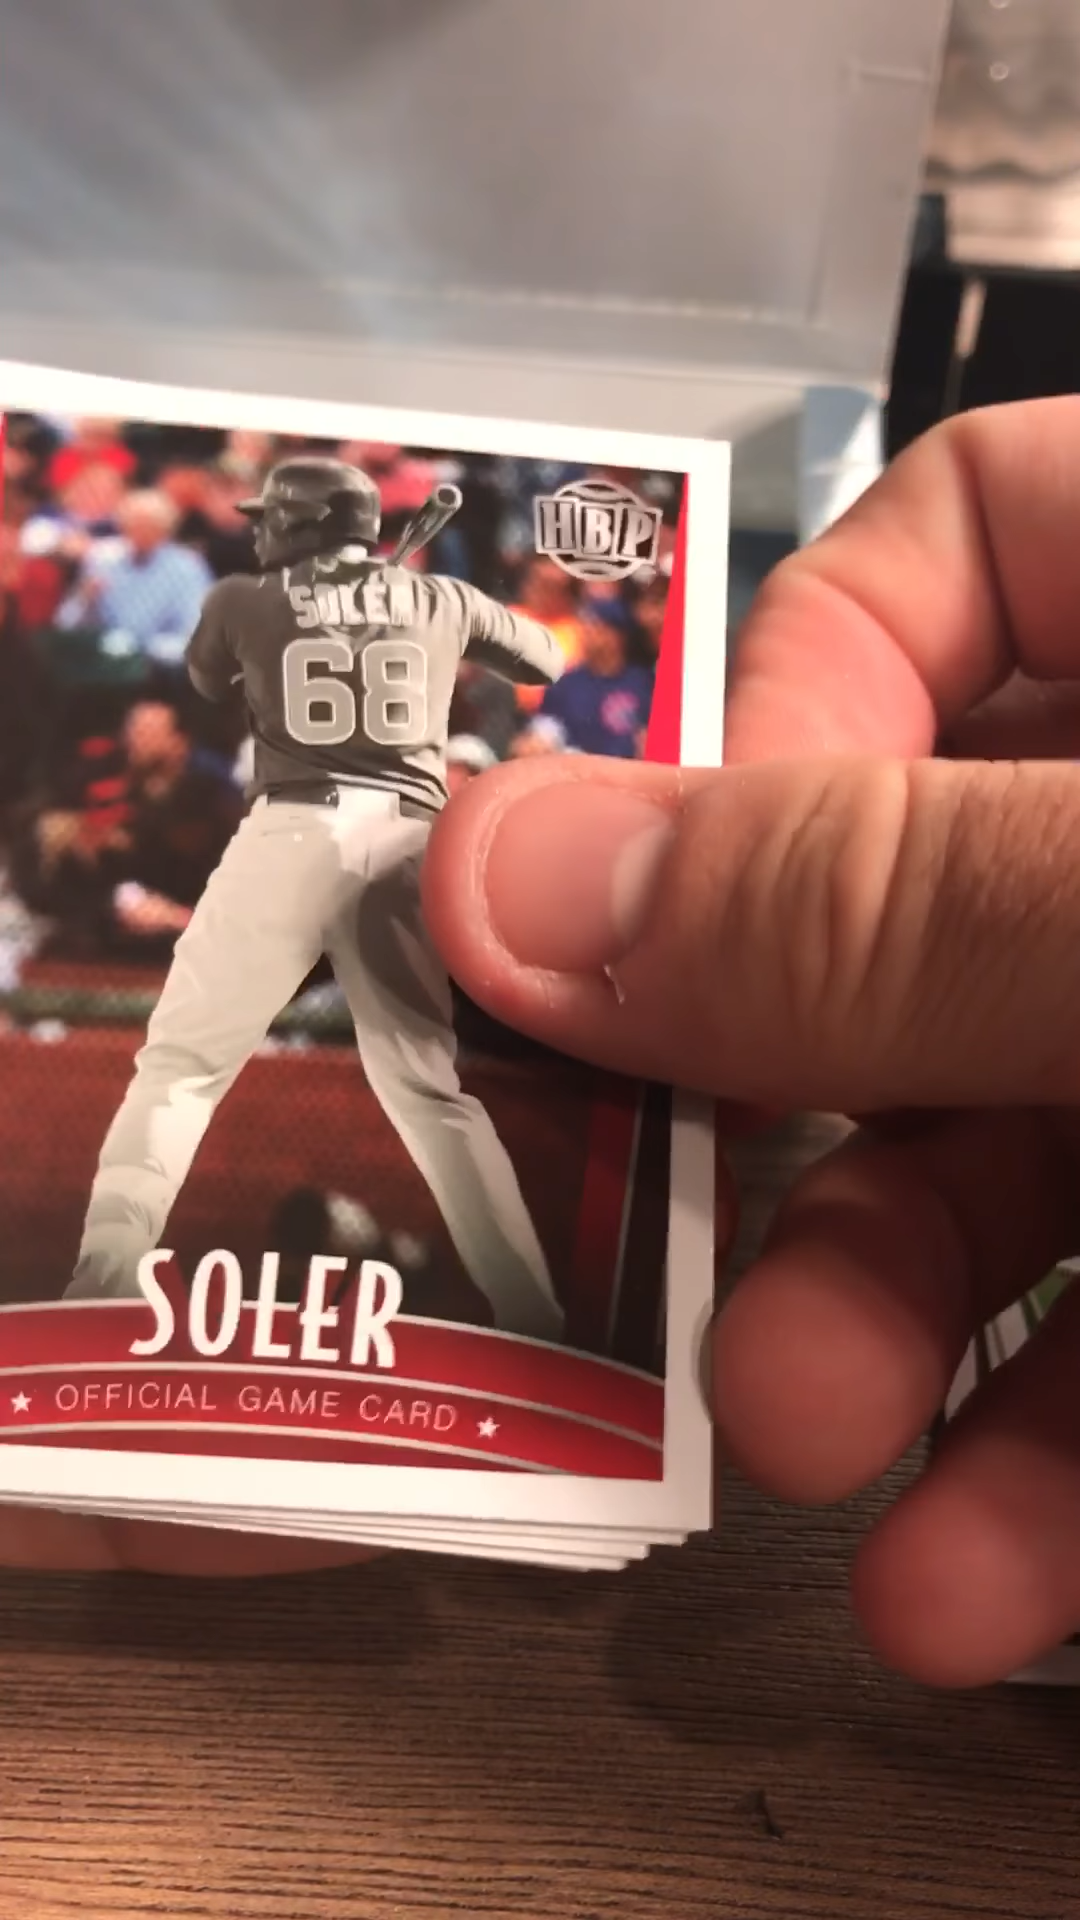 HBP
SOLER
68
SOLER
★ OFFICIAL GAME CARD ★